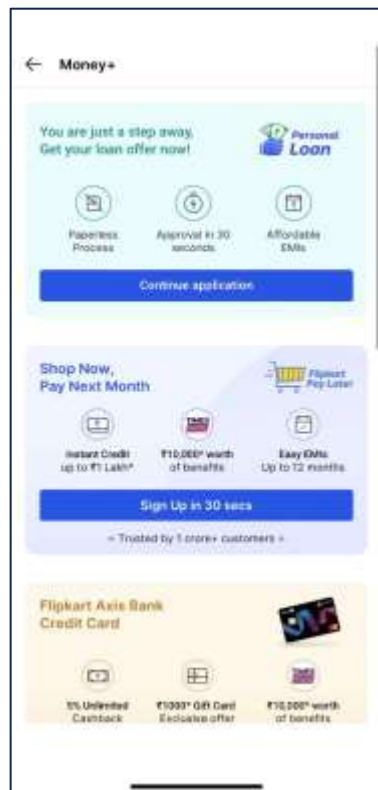 Money+
You are just a step away,
Get your loan offer now!
Personal
Loan
Paperless
Process
Approval in 30
seconds
Affordable
EMIs
Continue application
Shop Now,
Pay Next Month
Flipkart
Pay Later
Instant Credit
up to ₹1 Lakh*
₹10,000* worth
of benefits
Easy EMIs
Up to 12 months
Sign Up in 30 secs
Trusted by 1 crore+ customers
Flipkart Axis Bank
Credit Card
5% Unlimited
Cashback
₹1000* Gift Card
Exclusive offer
₹10,000* worth
of benefits